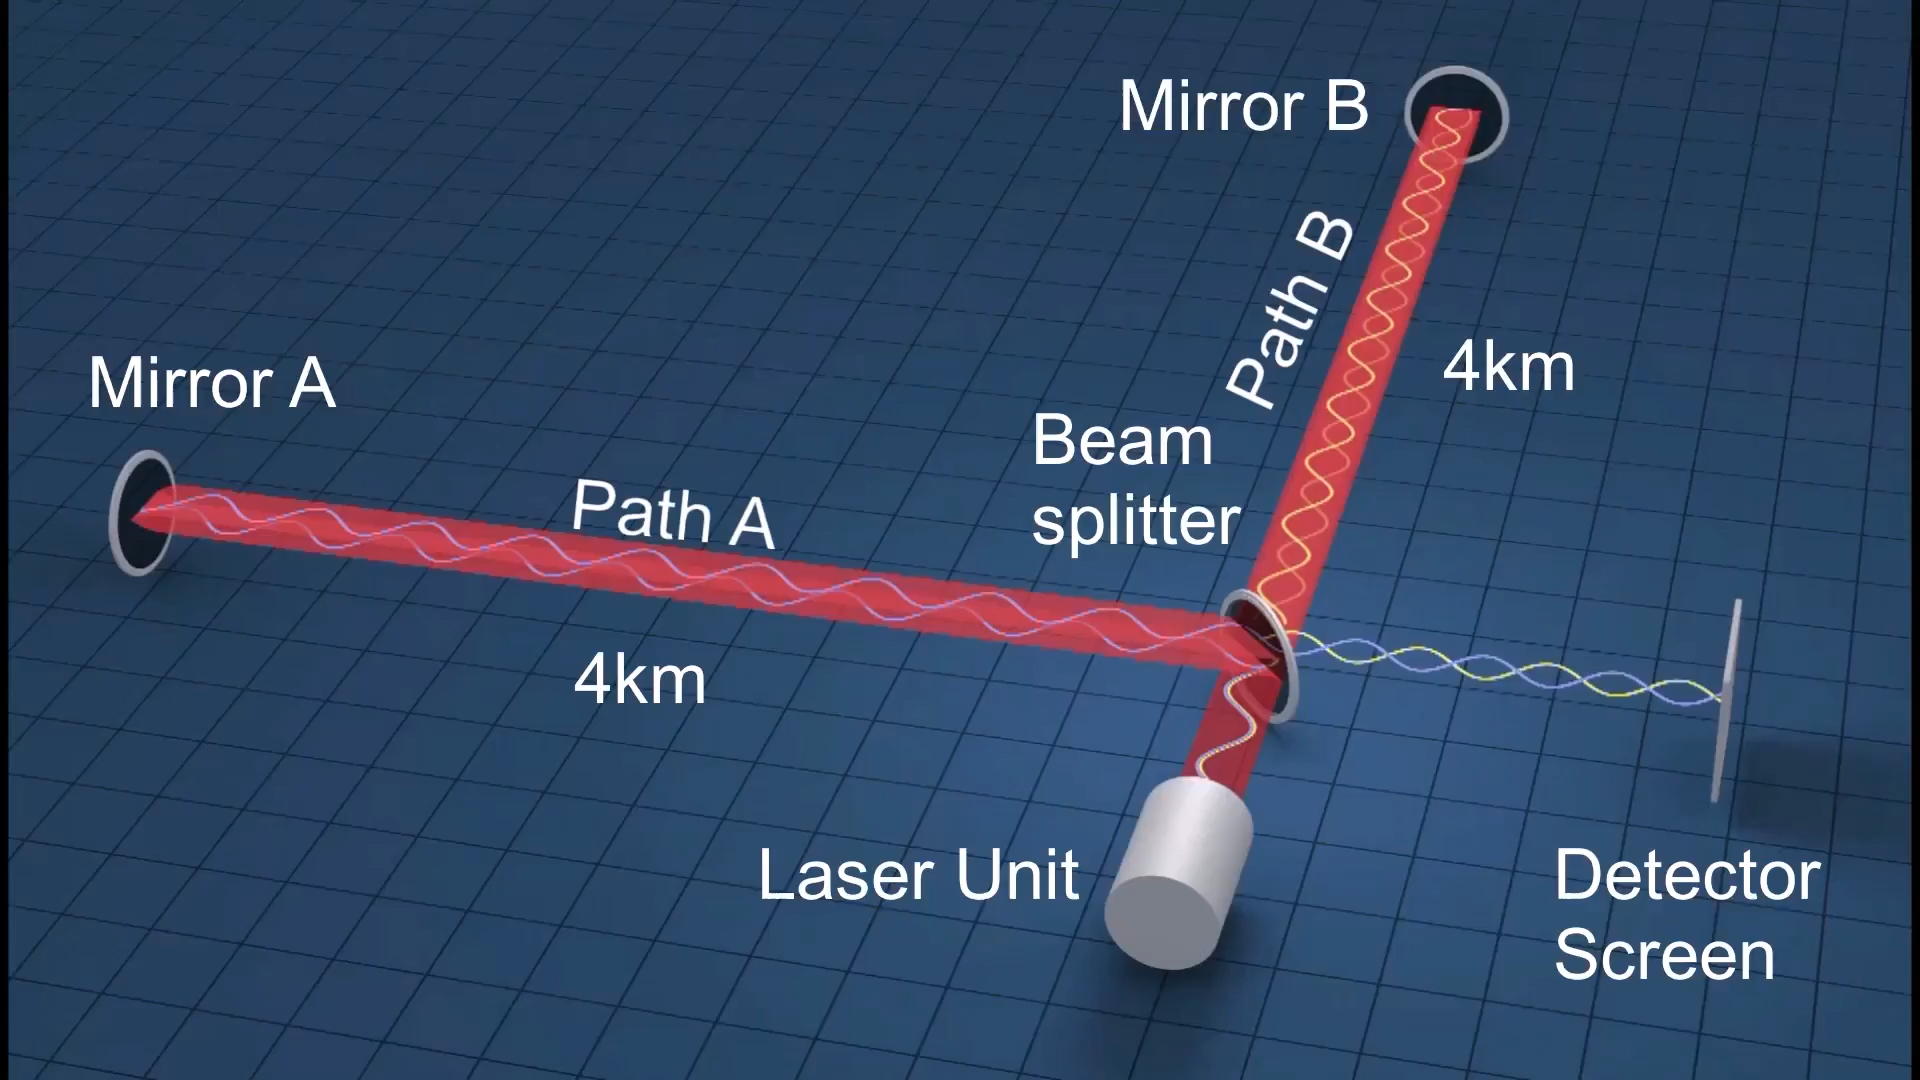 Mirror B
Path B
4km
Mirror A
Beam
splitter
Path A
4km
Laser Unit
Detector
Screen